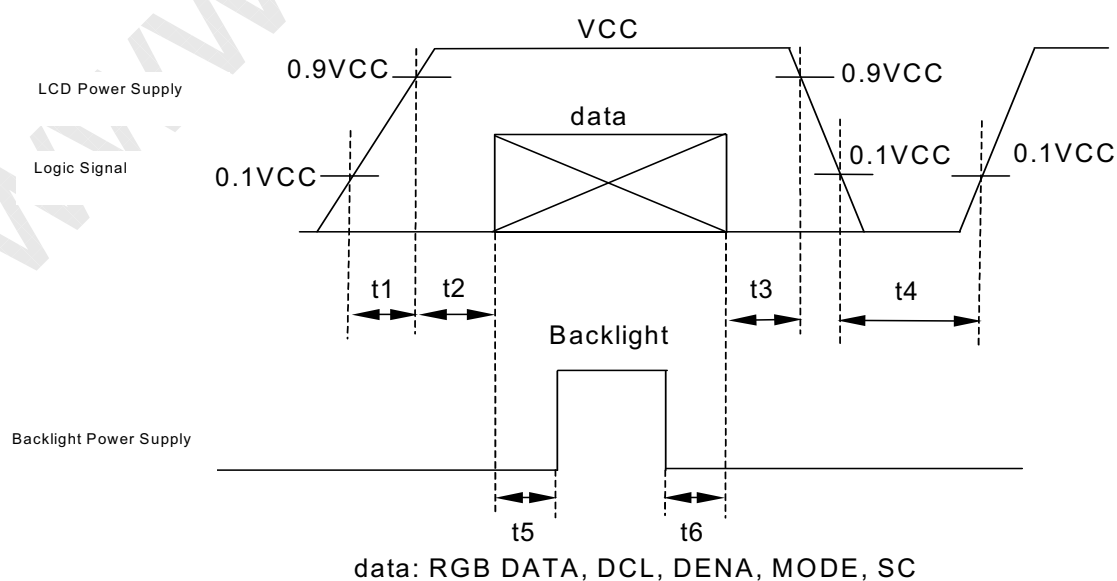 VCC
0.9VCC
0.9VCC
LCD Power Supply
data
Logic Signal
0.1VCC
0.1VCC
0.1VCC
t1
t2
t3
t4
Backlight
Backlight Power Supply
t5
t6
data: RGB DATA, DCL, DENA, MODE, SC